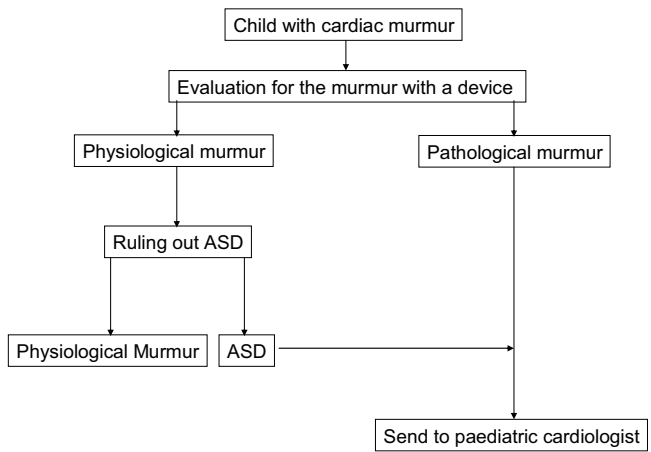 Child with cardiac murmur
Evaluation for the murmur with a device
Physiological murmur
Pathological murmur
Ruling out ASD
Physiological Murmur
ASD
Send to paediatric cardiologist